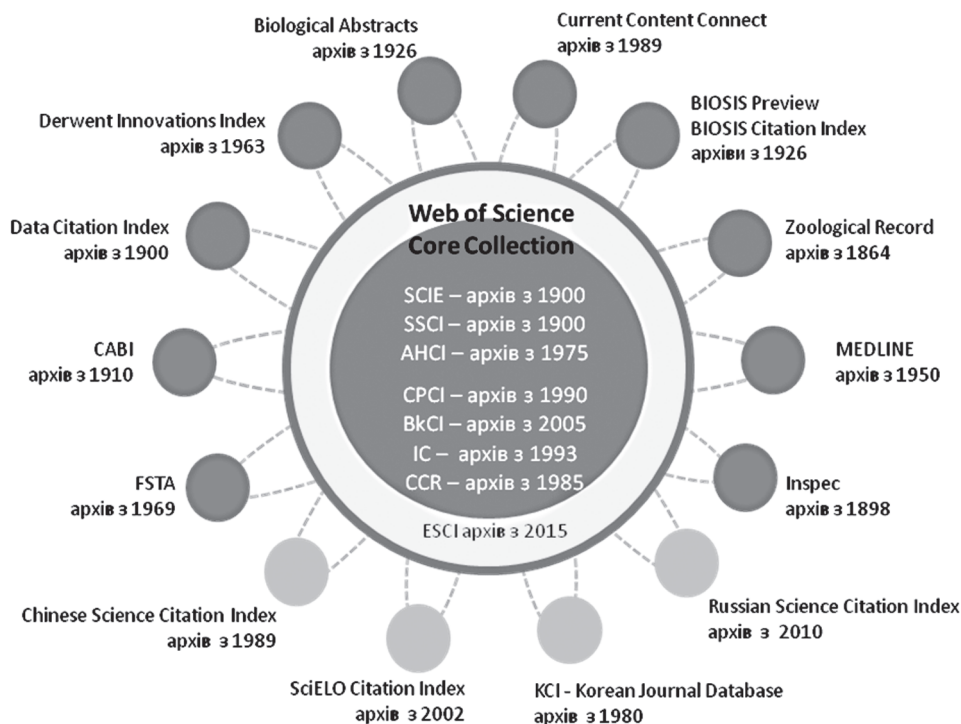 Biological Abstracts
архів з 1926
Current Content Connect
архів з 1989
Derwent Innovations Index
архів з 1963
BIOSIS Preview
BIOSIS Citation Index
архіви з 1926
Data Citation Index
архів з 1900
Zoological Record
архів з 1864
CABI
архів з 1910
MEDLINE
архів з 1950
FSTA
архів з 1969
Inspec
архів з 1898
Chinese Science Citation Index
архів з 1989
Russian Science Citation Index
архів з 2010
SciELO Citation Index
архів з 2002
KCI - Korean Journal Database
архів з 1980
Web of Science
Core Collection
SCIE – архів з 1900
SSCI – архів з 1900
AHCI – архів з 1975
CPCI – архів з 1990
BkCI – архів з 2005
IC – архів з 1993
CCR – архів з 1985
ESCI архів з 2015